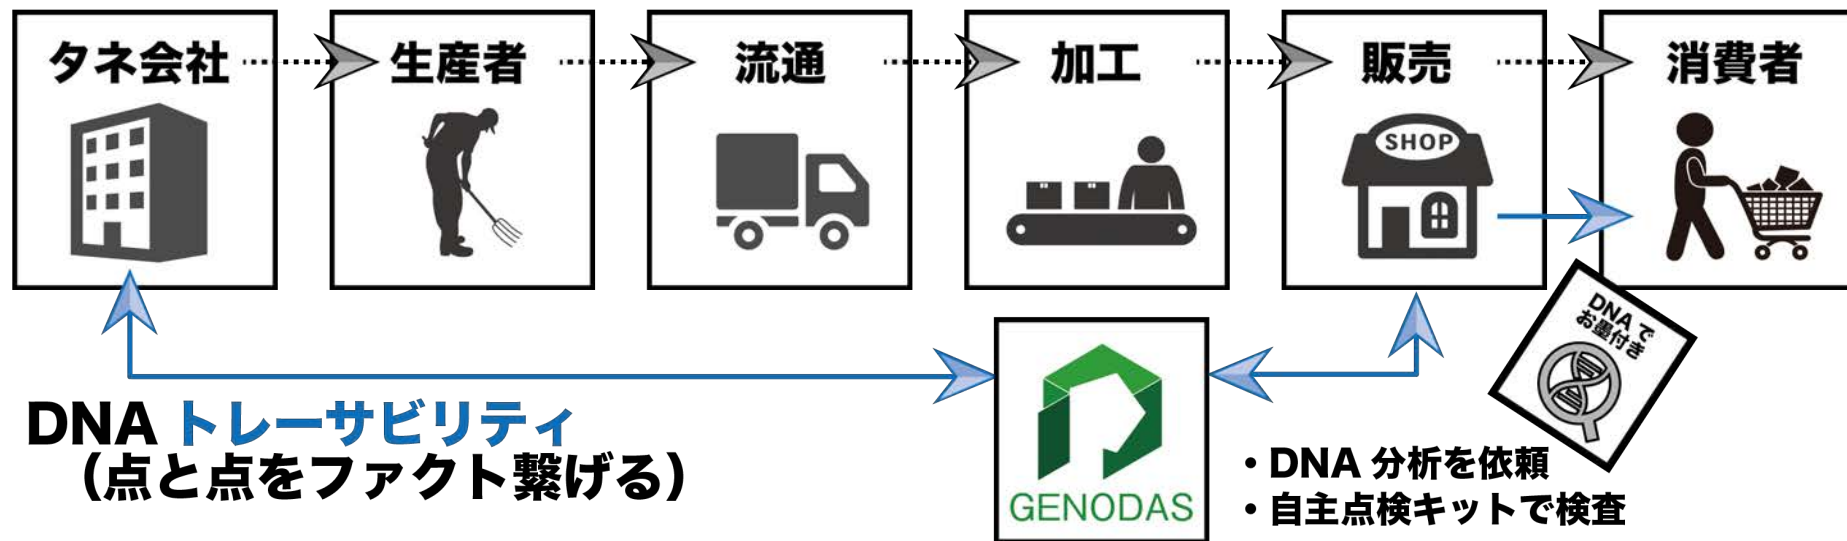 タネ会社
生産者
流通
加工
販売
消費者
SHOP
DNAで
お墨付き
DNA トレーサビリティ
（点と点をファクト繋げる）
GENODAS
・DNA 分析を依頼
・自主点検キットで検査